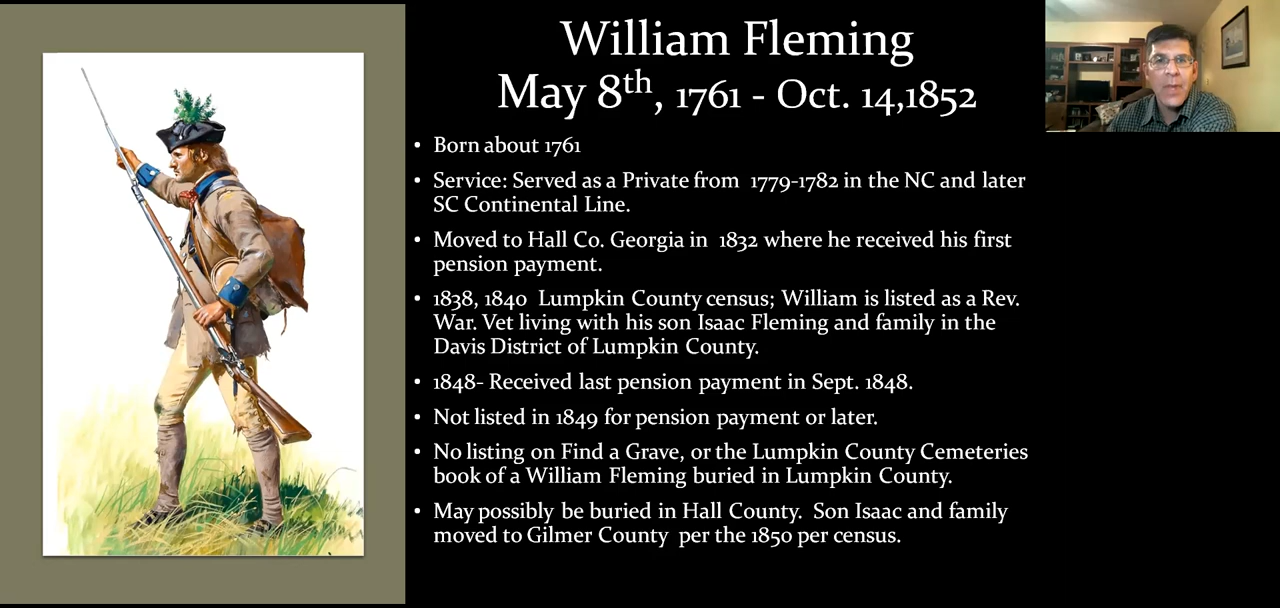 William Fleming
May 8th, 1761 - Oct. 14,1852
• Born about 1761
• Service: Served as a Private from 1779-1782 in the NC and later
SC Continental Line.
• Moved to Hall Co. Georgia in 1832 where he received his first
pension payment.
• 1838, 1840 Lumpkin County census; William is listed as a Rev.
War. Vet living with his son Isaac Fleming and family in the
Davis District of Lumpkin County.
• 1848- Received last pension payment in Sept. 1848.
• Not listed in 1849 for pension payment or later.
• No listing on Find a Grave, or the Lumpkin County Cemeteries
book of a William Fleming buried in Lumpkin County.
• May possibly be buried in Hall County. Son Isaac and family
moved to Gilmer County per the 1850 per census.